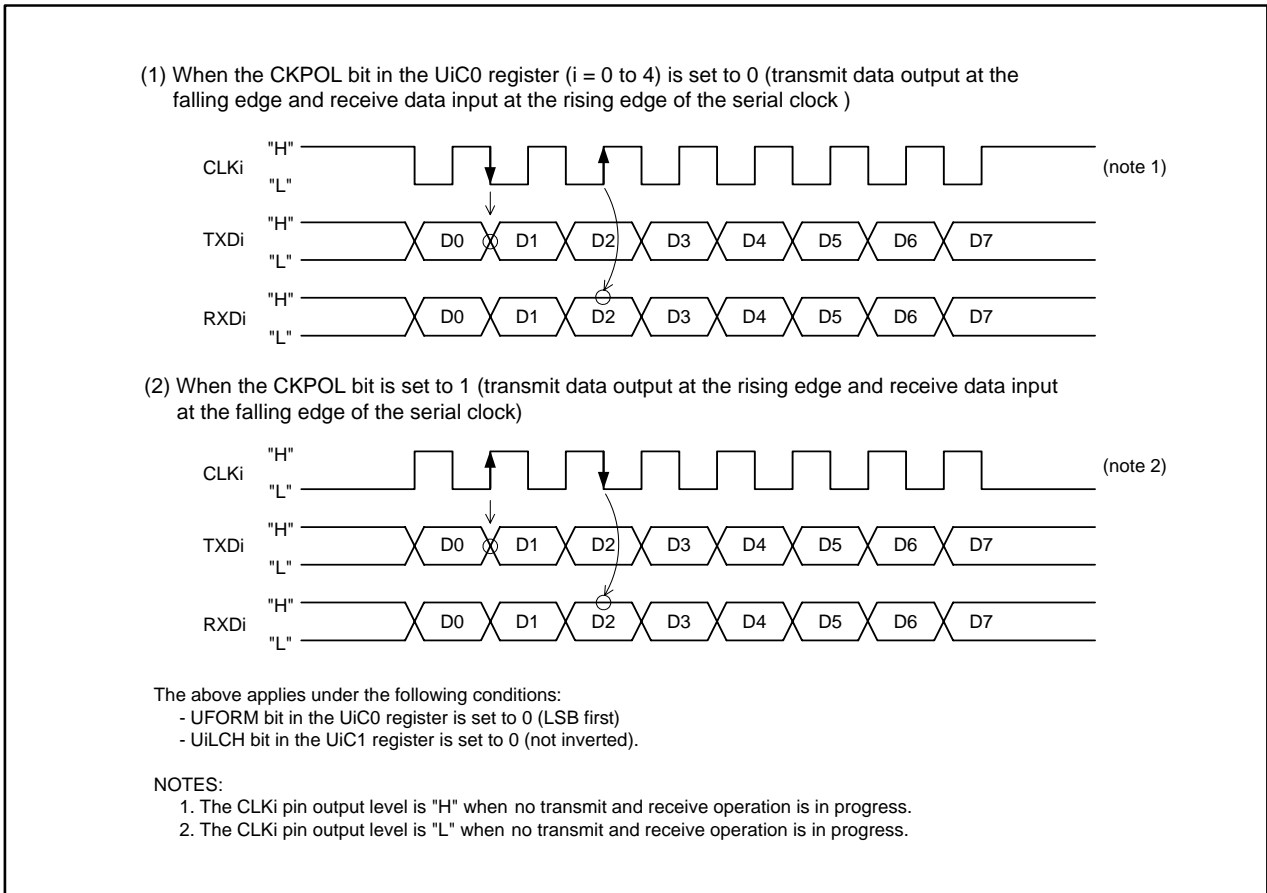 (1) When the CKPOL bit in the UiC0 register (i = 0 to 4) is set to 0 (transmit data output at the
falling edge and receive data input at the rising edge of the serial clock )
"H"
CLKi
"L"
(note 1)
"H"
TXDi
"L"
D0 D1 D2 D3 D4 D5 D6 D7
"H"
RXDi
"L"
D0 D1 D2 D3 D4 D5 D6 D7
(2) When the CKPOL bit is set to 1 (transmit data output at the rising edge and receive data input
at the falling edge of the serial clock)
"H"
CLKi
"L"
(note 2)
"H"
TXDi
"L"
D0 D1 D2 D3 D4 D5 D6 D7
"H"
RXDi
"L"
D0 D1 D2 D3 D4 D5 D6 D7
The above applies under the following conditions:
- UFORM bit in the UiC0 register is set to 0 (LSB first)
- UiLCH bit in the UiC1 register is set to 0 (not inverted).
NOTES:
1. The CLKi pin output level is "H" when no transmit and receive operation is in progress.
2. The CLKi pin output level is "L" when no transmit and receive operation is in progress.